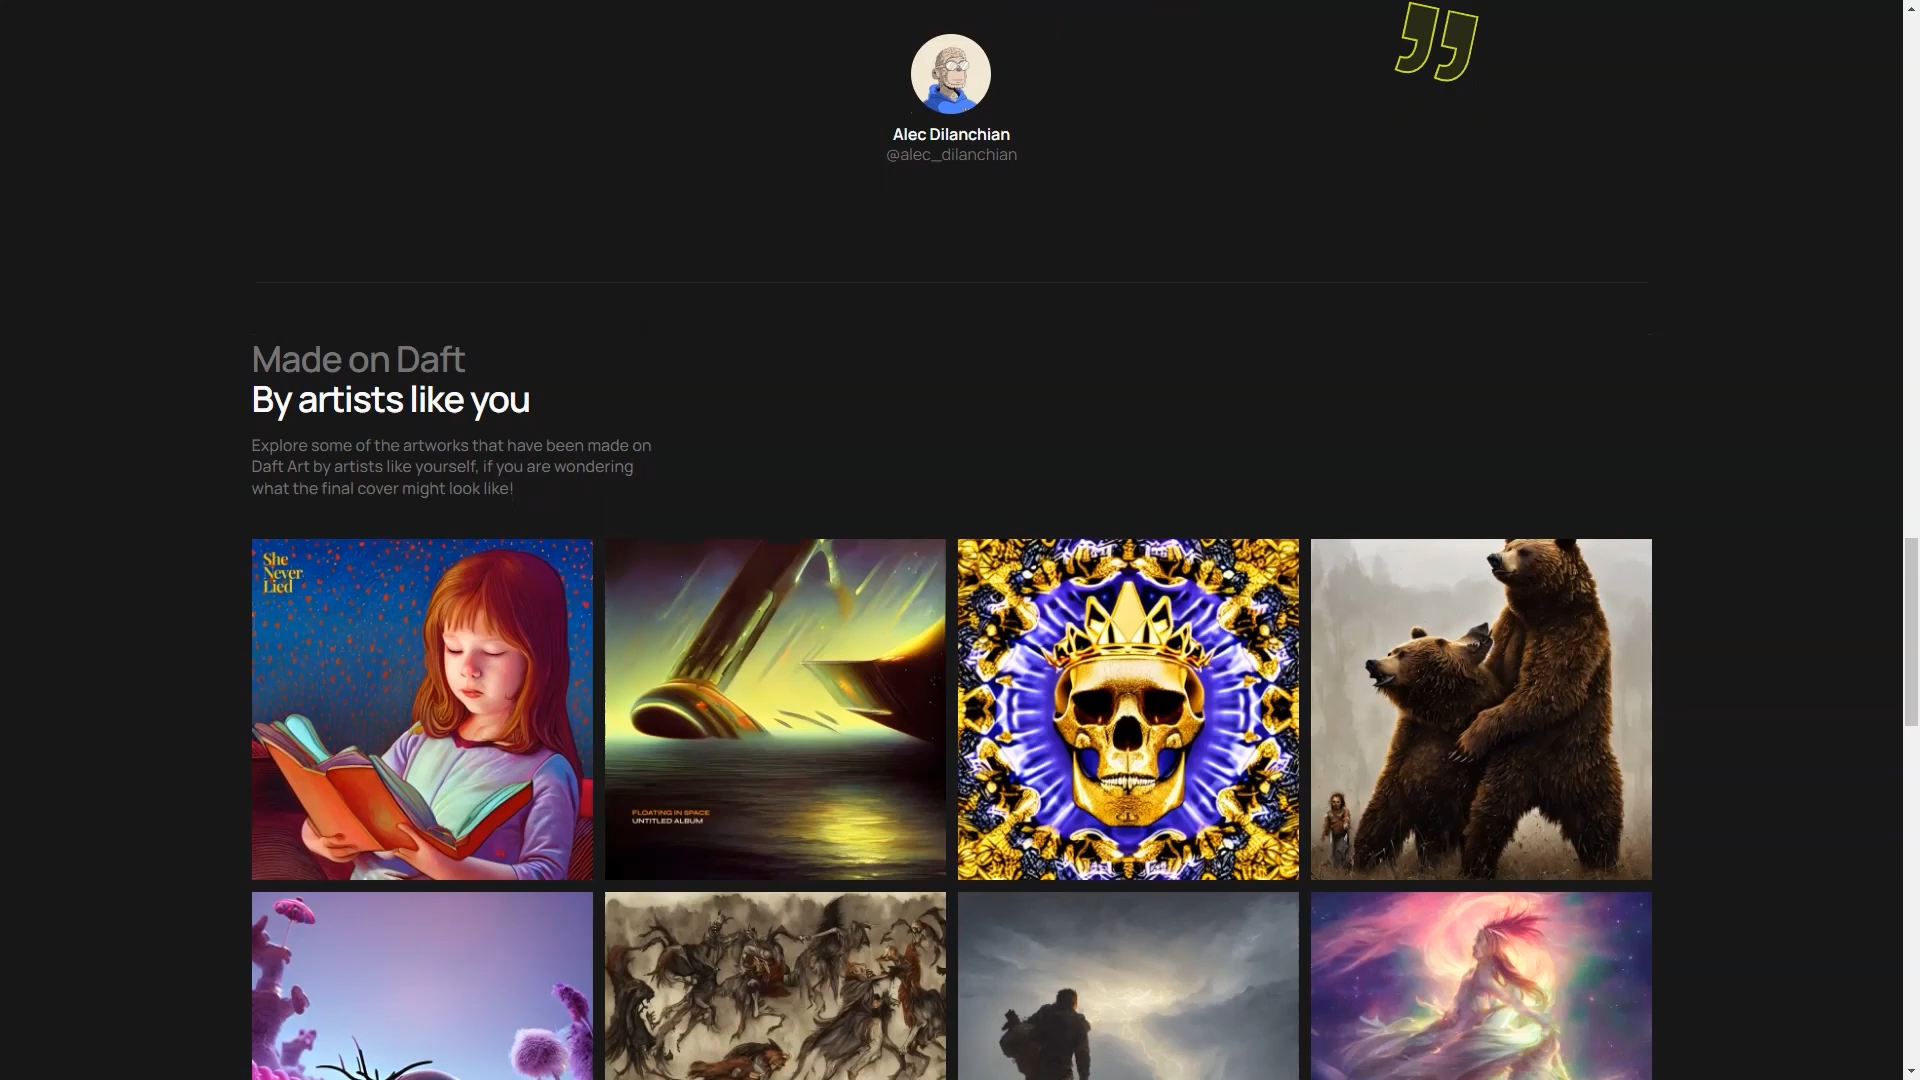 Alec Dilanchian
@alec_dilanchian
Made on Daft
By artists like you
Explore some of the artworks that have been made on
Daft Art by artists like yourself, if you are wondering
what the final cover might look like!
She
Never
Lied
FLOATING IN SPACE
UNTITLED ALBUM